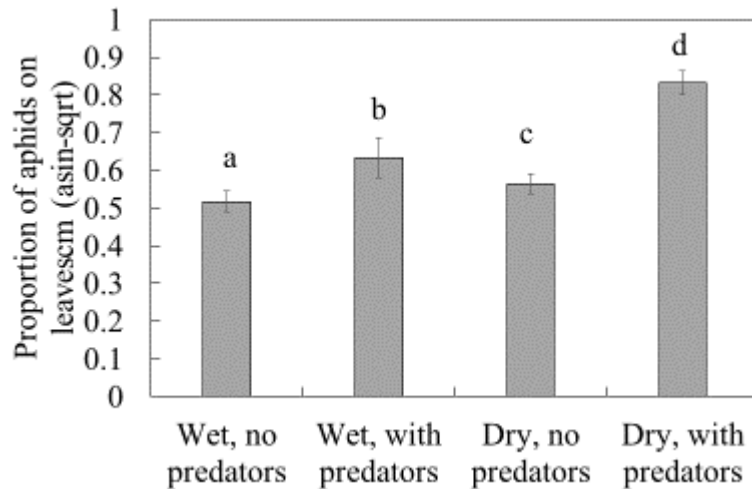 Proportion of aphids on
leavescm (asin-sqrt)
1
0.9
0.8
0.7
0.6
0.5
0.4
0.3
0.2
0.1
0
a
b
c
d
Wet, no
predators
Wet, with
predators
Dry, no
predators
Dry, with
predators